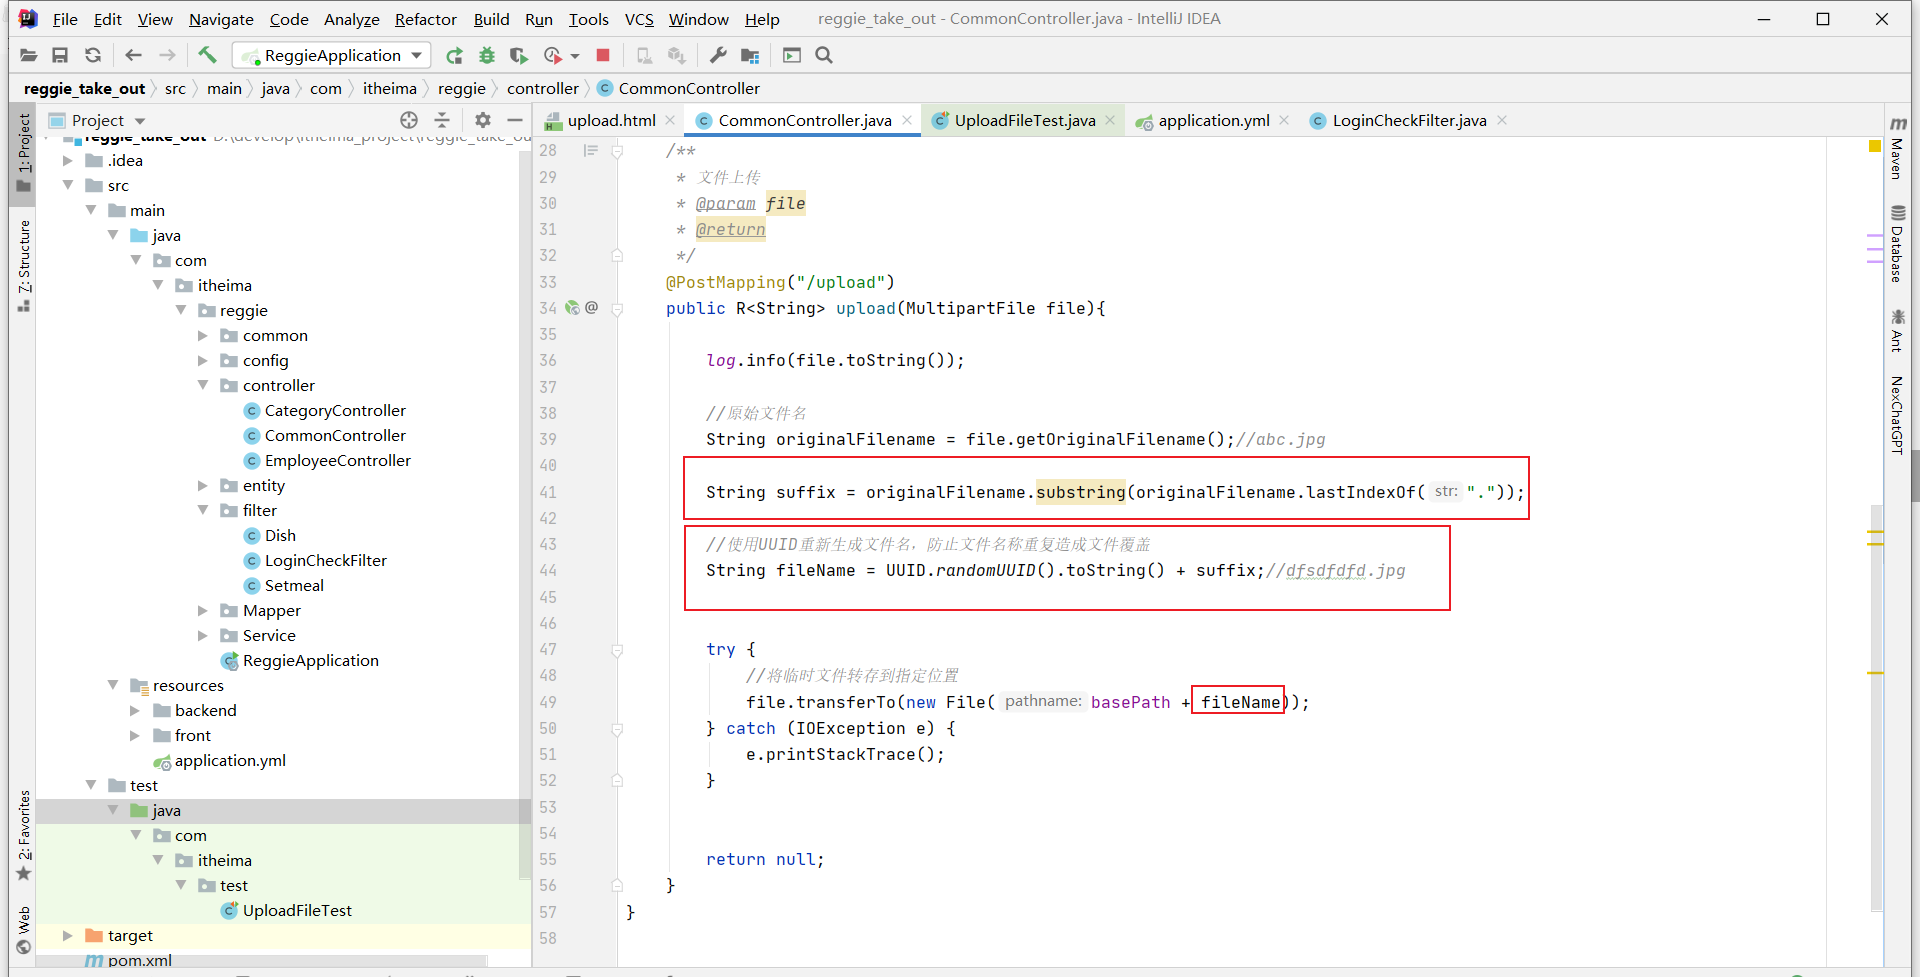 File Edit View Navigate Code Analyze Refactor Build Run Tools VCS Window Help reggie_take_out - CommonController.java - IntelliJ IDEA
ReggieApplication
reggie_take_out src main java com itheima reggie controller CommonController
Project
upload.html CommonController.java UploadFileTest.java application.yml LoginCheckFilter.java
1: Project
Z: Structure
2: Favorites
Web
reggie_take_out D:\develop\itheima_project\reggie_take_ou
.idea
src
main
java
com
itheima
reggie
common
config
controller
CategoryController
CommonController
EmployeeController
entity
filter
Dish
LoginCheckFilter
Setmeal
Mapper
Service
ReggieApplication
resources
backend
front
application.yml
test
java
com
itheima
test
UploadFileTest
target
pom.xml
28 /**
29 * 文件上传
30 * @param file
31 * @return
32 */
33 @PostMapping("/upload")
34 public R<String> upload(MultipartFile file){
35
36 log.info(file.toString());
37
38 //原始文件名
39 String originalFilename = file.getOriginalFilename();//abc.jpg
40
41 String suffix = originalFilename.substring(originalFilename.lastIndexOf( str: "."));
42
43 //使用UUID重新生成文件名，防止文件名称重复造成文件覆盖
44 String fileName = UUID.randomUUID().toString() + suffix;//dfsdfdfd.jpg
45
46
47 try {
48 //将临时文件转存到指定位置
49 file.transferTo(new File( pathname: basePath + fileName));
50 } catch (IOException e) {
51 e.printStackTrace();
52 }
53
54
55 return null;
56 }
57 }
58
Maven
Database
Ant
NexChatGPT